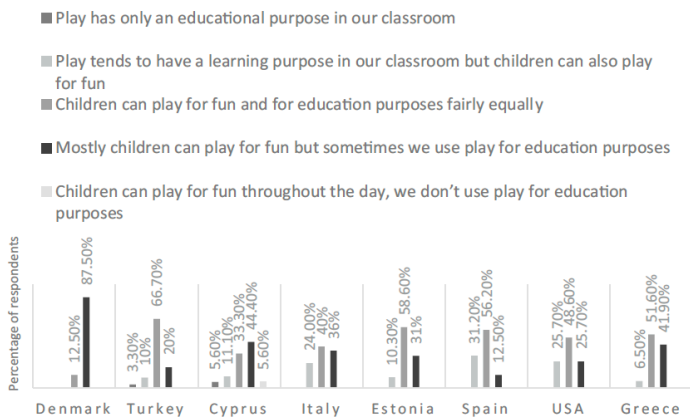 Play has only an educational purpose in our classroom
Play tends to have a learning purpose in our classroom but children can also play
for fun
Children can play for fun and for education purposes fairly equally
Mostly children can play for fun but sometimes we use play for education purposes
Children can play for fun throughout the day, we don't use play for education
purposes
Percentage of respondents
12.50%
87.50%
3.30%
10%
66.70%
20%
5.60%
11.10%
33.30%
44.40%
5.60%
24.00%
40%
36%
10.30%
58.60%
31%
31.20%
56.20%
12.50%
25.70%
48.60%
25.70%
6.50%
51.60%
41.90%
Denmark Turkey Cyprus Italy Estonia Spain USA Greece